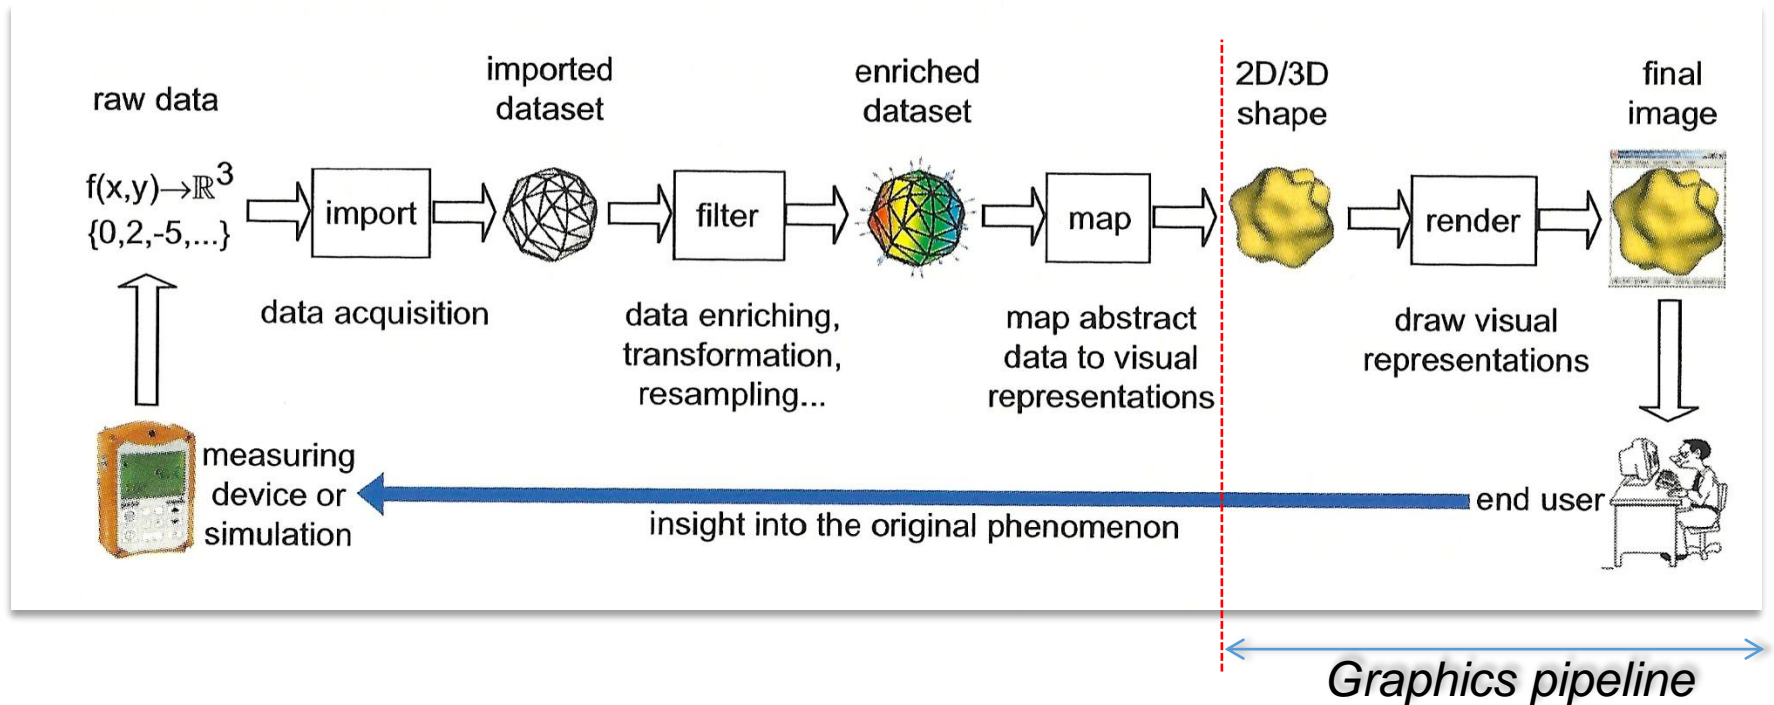 raw data
imported
dataset
enriched
dataset
2D/3D
shape
final
image
f(x,y)→ℝ³
{0,2,-5,...}
import
filter
map
render
data acquisition
data enriching,
transformation,
resampling...
map abstract
data to visual
representations
draw visual
representations
measuring
device or
simulation
insight into the original phenomenon
end user
Graphics pipeline